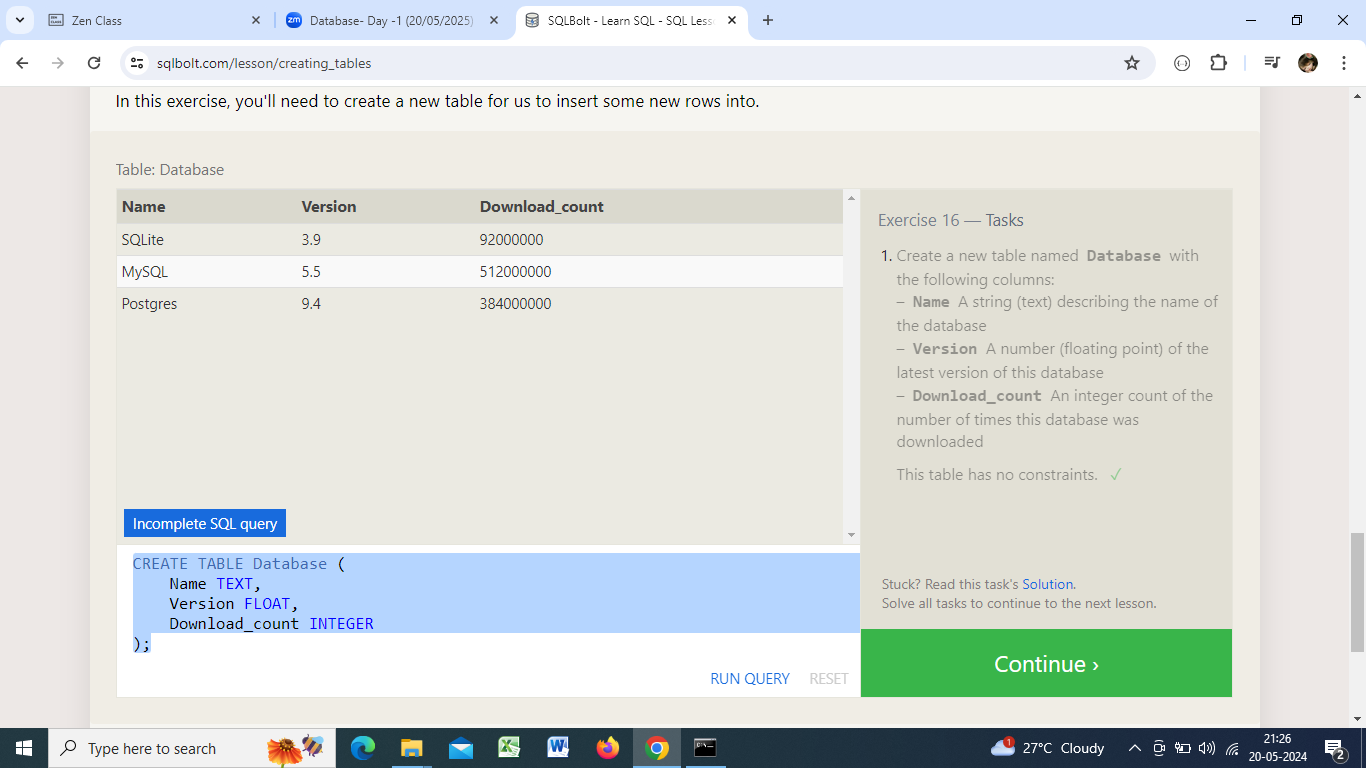 Zen Class
Database- Day -1 (20/05/2025)
SQLBolt - Learn SQL - SQL Less
sqlbolt.com/lesson/creating_tables
In this exercise, you'll need to create a new table for us to insert some new rows into.
Table: Database
Name Version Download_count
SQLite 3.9 92000000
MySQL 5.5 512000000
Postgres 9.4 384000000
Incomplete SQL query
CREATE TABLE Database (
Name TEXT,
Version FLOAT,
Download_count INTEGER
);
RUN QUERY RESET
Exercise 16 — Tasks
1. Create a new table named Database with
the following columns:
– Name A string (text) describing the name of
the database
– Version A number (floating point) of the
latest version of this database
– Download_count An integer count of the
number of times this database was
downloaded
This table has no constraints. ✓
Stuck? Read this task's Solution.
Solve all tasks to continue to the next lesson.
Continue ›
Type here to search
1
27°C Cloudy
21:26
20-05-2024
2